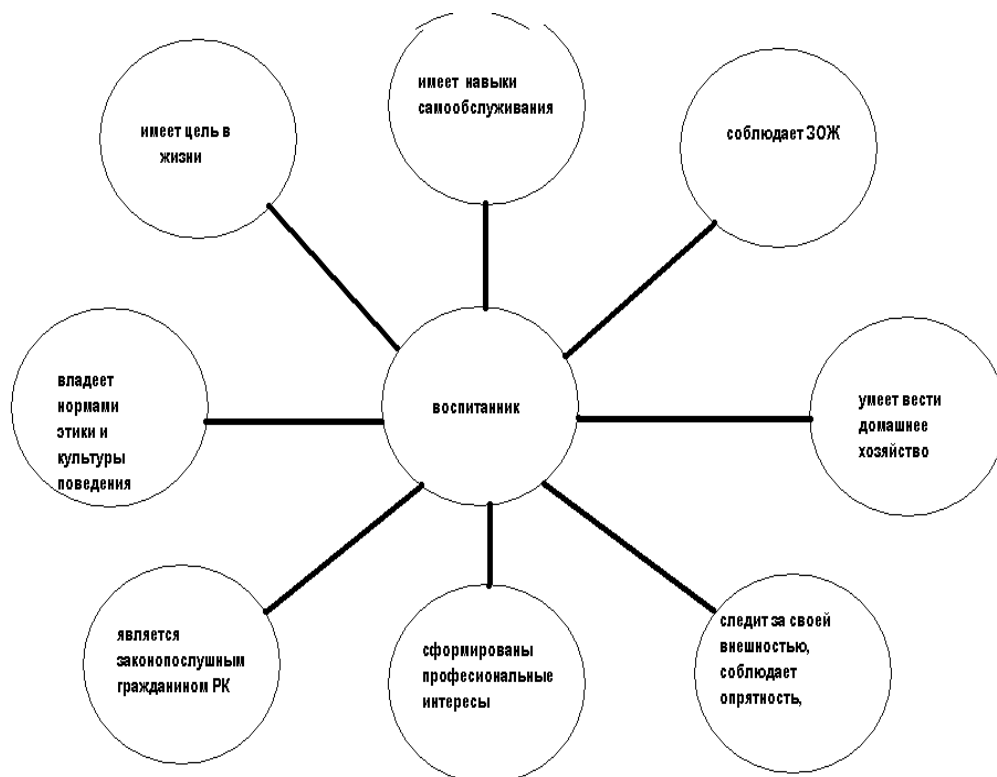 имеет навыки
самообслуживания
имеет цель в
жизни
соблюдает ЗОЖ
владеет
нормами
этики и
культуры
поведения
воспитанник
умеет вести
домашнее
хозяйство
является
законопослушным
гражданином РК
сформированы
професиональные
интересы
следит за своей
внешностью,
соблюдает
опрятность,